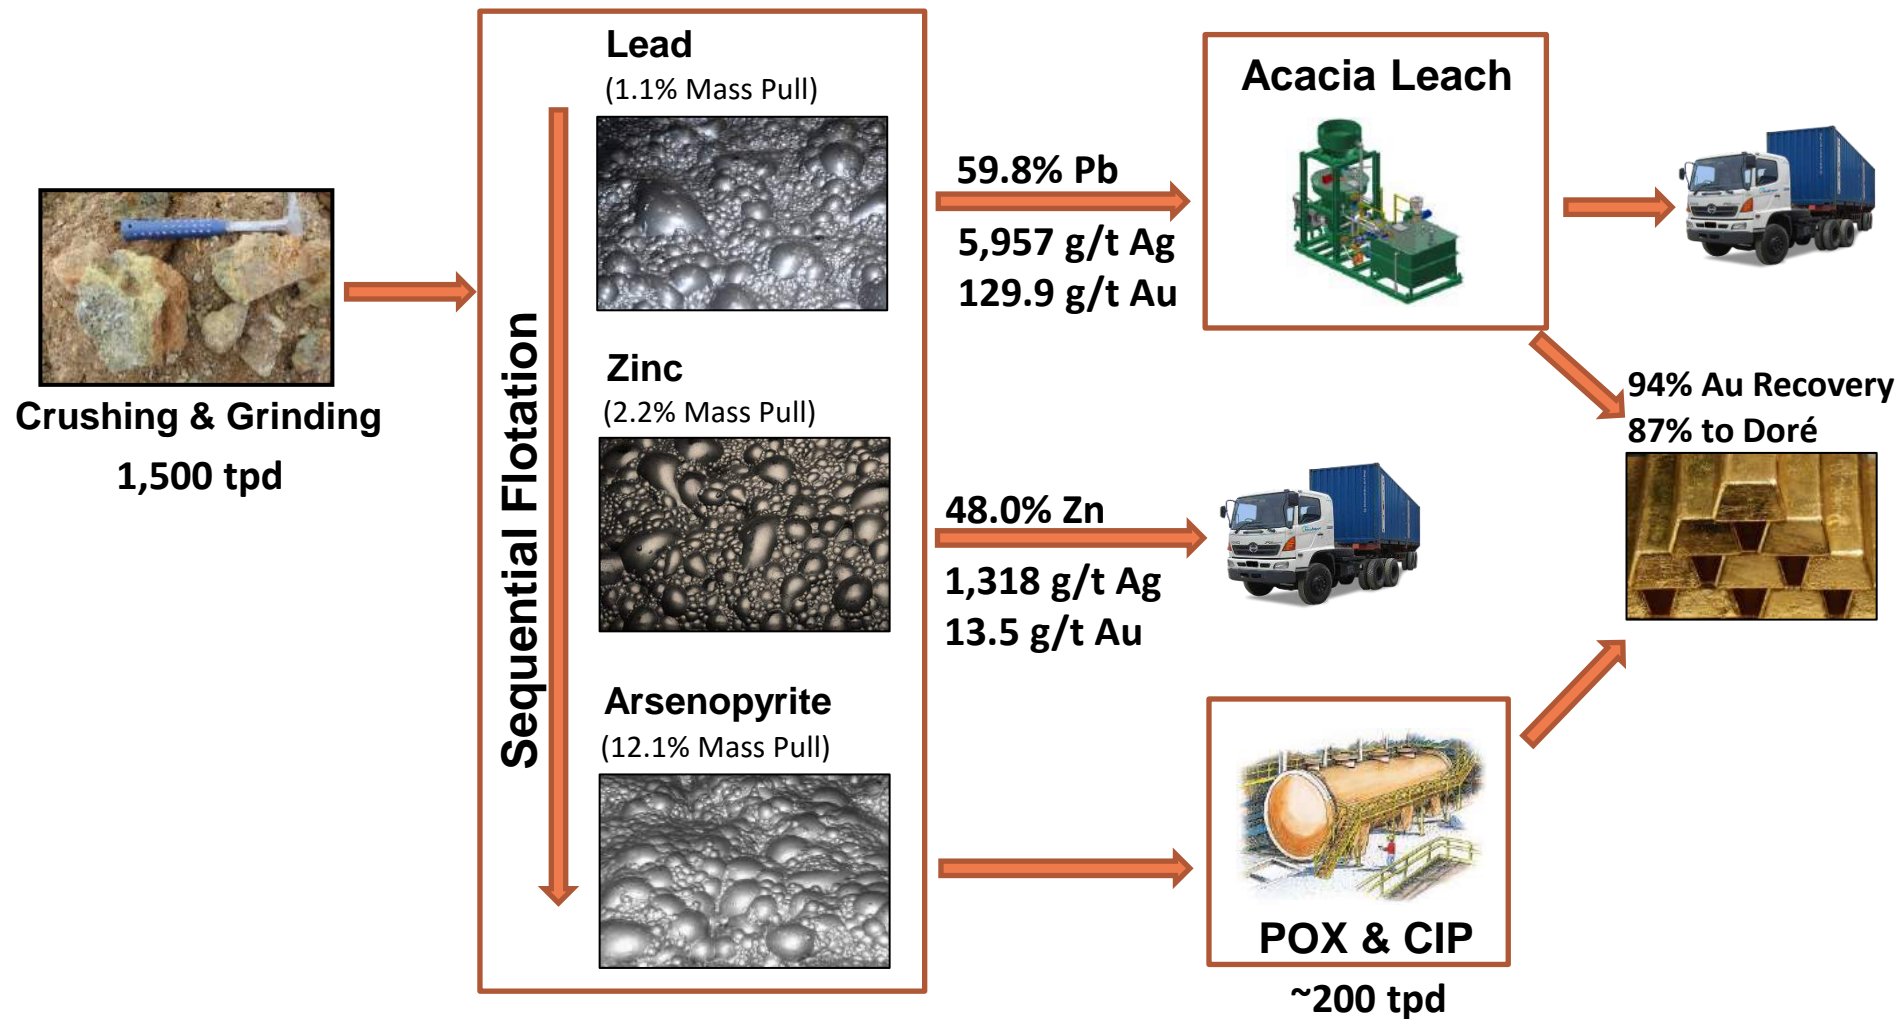 Crushing & Grinding
1,500 tpd
Sequential Flotation
Lead
(1.1% Mass Pull)
Zinc
(2.2% Mass Pull)
Arsenopyrite
(12.1% Mass Pull)
59.8% Pb
5,957 g/t Ag
129.9 g/t Au
48.0% Zn
1,318 g/t Ag
13.5 g/t Au
Acacia Leach
94% Au Recovery
87% to Doré
POX & CIP
~200 tpd